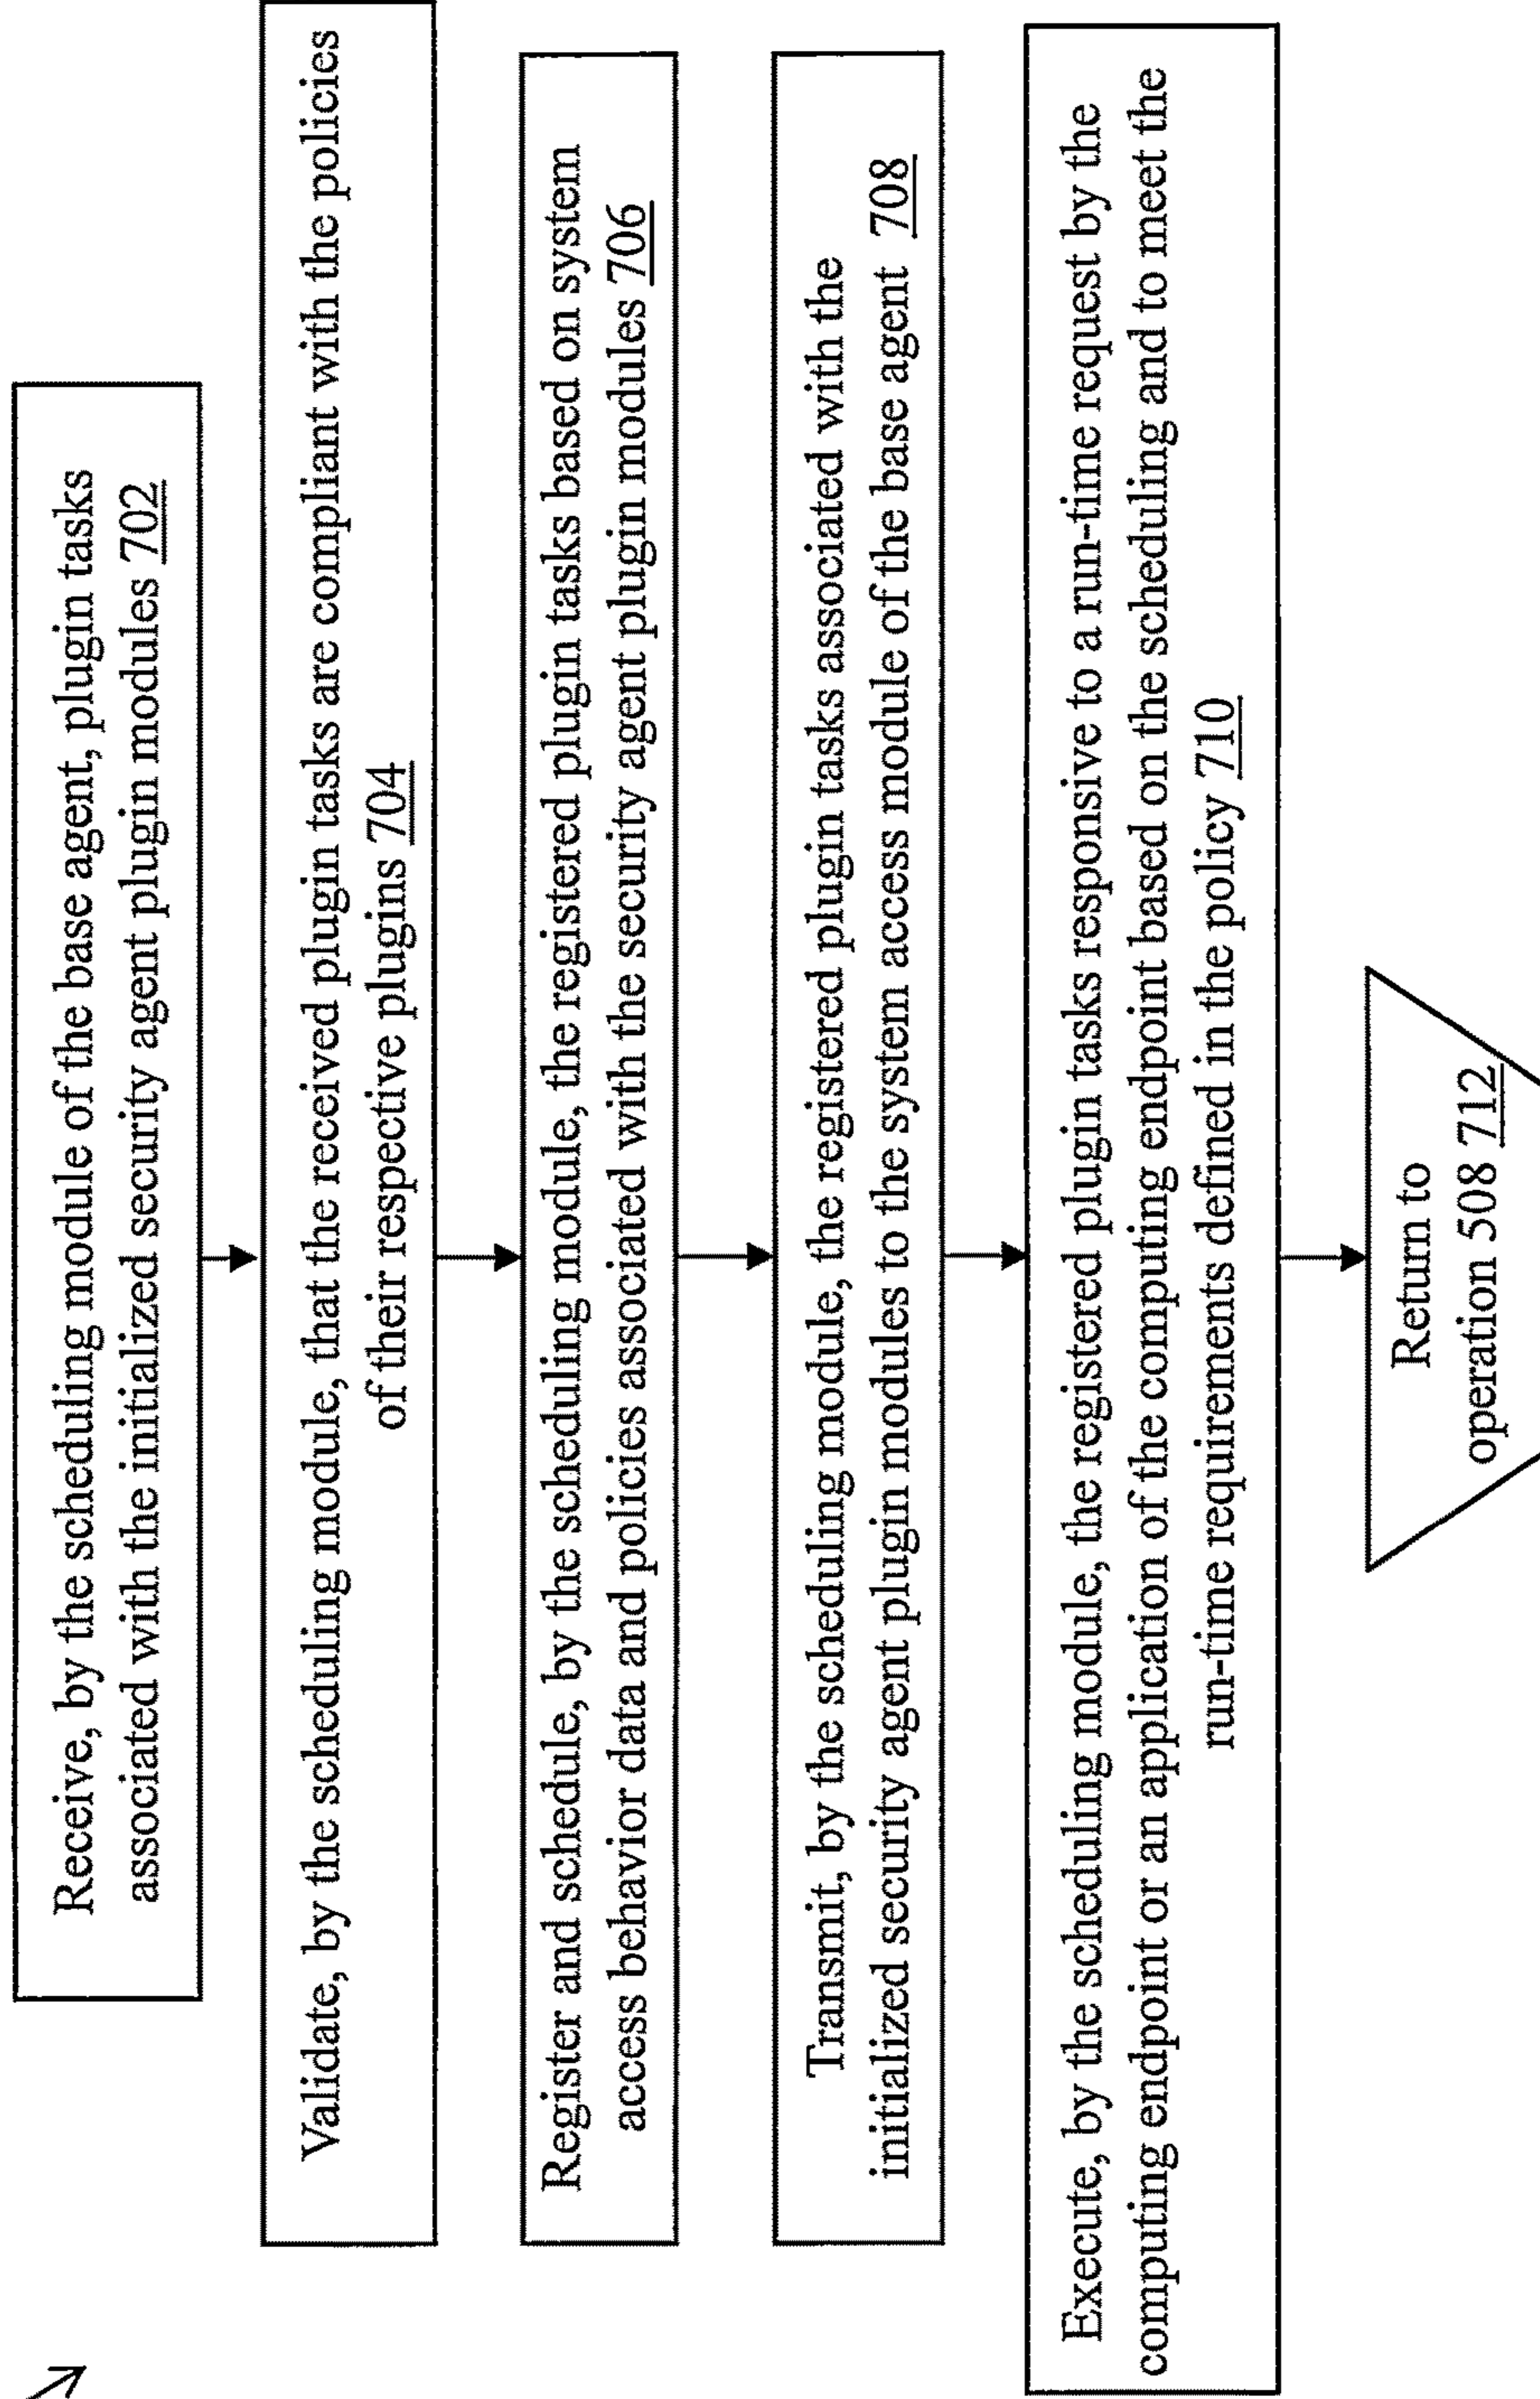 Receive, by the scheduling module of the base agent, plugin tasks
associated with the initialized security agent plugin modules 702
Validate, by the scheduling module, that the received plugin tasks are compliant with the policies
of their respective plugins 704
Register and schedule, by the scheduling module, the registered plugin tasks based on system
access behavior data and policies associated with the security agent plugin modules 706
Transmit, by the scheduling module, the registered plugin tasks associated with the
initialized security agent plugin modules to the system access module of the base agent 708
Execute, by the scheduling module, the registered plugin tasks responsive to a run-time request by the
computing endpoint or an application of the computing endpoint based on the scheduling and to meet the
run-time requirements defined in the policy 710
Return to
operation 508 712